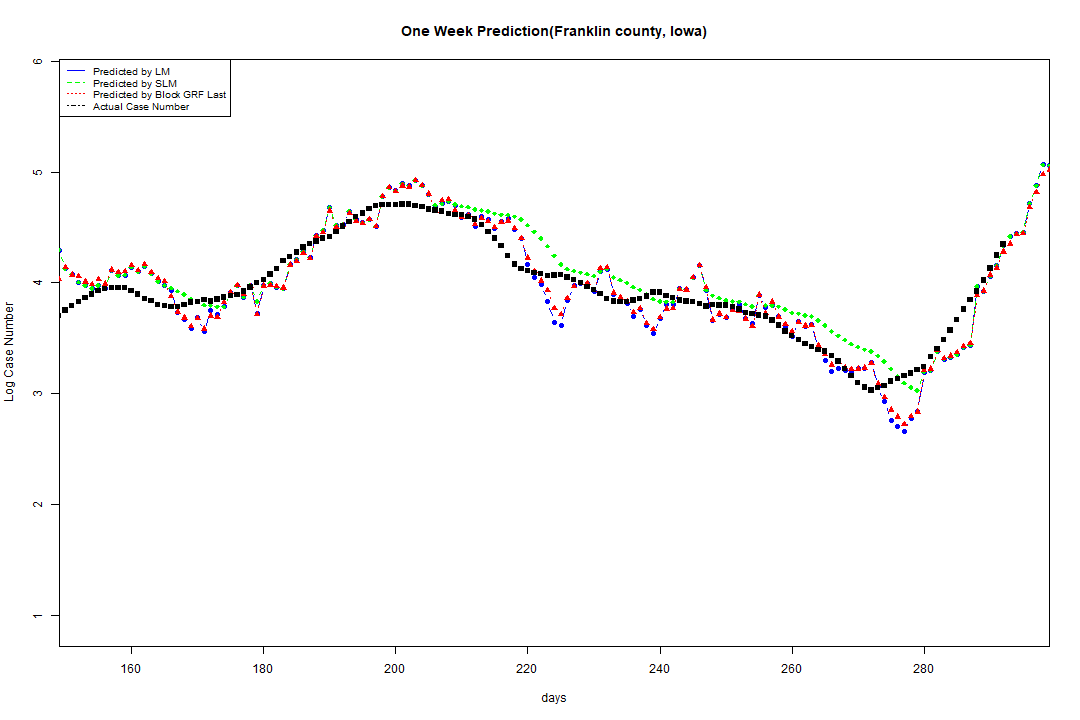 One Week Prediction(Franklin county, Iowa)
6
Predicted by LM
Predicted by SLM
Predicted by Block GRF Last
Actual Case Number
5
4
3
2
1
Log Case Number
160 180 200 220 240 260 280
days